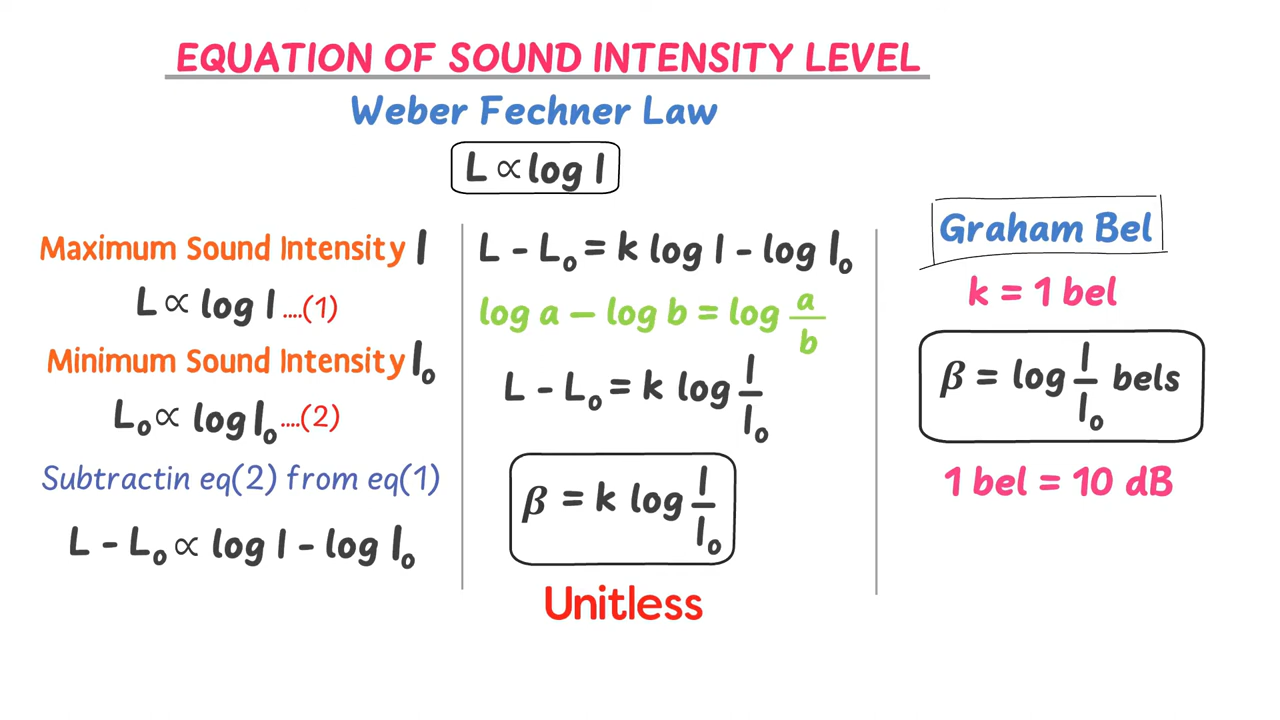 EQUATION OF SOUND INTENSITY LEVEL
Weber Fechner Law
L ∝ log I
Maximum Sound Intensity I
L ∝ log I ....(1)
Minimum Sound Intensity I₀
L₀ ∝ log I₀ ....(2)
Subtractin eq(2) from eq(1)
L - L₀ ∝ log I - log I₀
L - L₀ = k log I - log I₀
log a - log b = log a/b
L - L₀ = k log I/I₀
β = k log I/I₀
Unitless
Graham Bel
k = 1 bel
β = log I/I₀ bels
1 bel = 10 dB